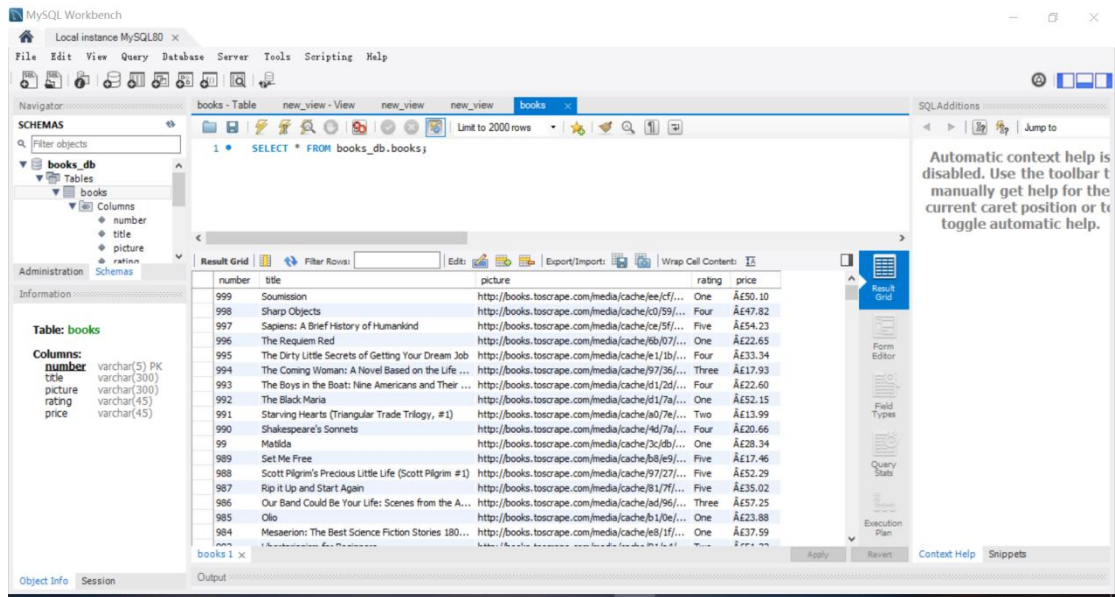 MySQL Workbench
Local instance MySQL80 ×
File Edit View Query Database Server Tools Scripting Help
Navigator
SCHEMAS
Filter objects
books_db
Tables
books
Columns
number
title
picture
rating
Administration Schemas
Information
Table: books
Columns:
number varchar(5) PK
title varchar(300)
picture varchar(300)
rating varchar(45)
price varchar(45)
Object Info Session
books - Table new_view - View new_view new_view books ×
Limit to 2000 rows
1 SELECT * FROM books_db.books;
Result Grid Filter Rows: Edit: Export/Import: Wrap Cell Content:
number title picture rating price
999 Soumission http://books.toscrape.com/media/cache/ee/cf/... One Â£50.10
998 Sharp Objects http://books.toscrape.com/media/cache/c0/59/... Four Â£47.82
997 Sapiens: A Brief History of Humankind http://books.toscrape.com/media/cache/ce/5f/... Five Â£54.23
996 The Requiem Red http://books.toscrape.com/media/cache/6b/07/... One Â£22.65
995 The Dirty Little Secrets of Getting Your Dream Job http://books.toscrape.com/media/cache/e1/1b/... Four Â£33.34
994 The Coming Woman: A Novel Based on the Life ... http://books.toscrape.com/media/cache/97/36/... Three Â£17.93
993 The Boys in the Boat: Nine Americans and Their ... http://books.toscrape.com/media/cache/d1/2d/... Four Â£22.60
992 The Black Maria http://books.toscrape.com/media/cache/d1/7a/... One Â£52.15
991 Starving Hearts (Triangular Trade Trilogy, #1) http://books.toscrape.com/media/cache/a0/7e/... Two Â£13.99
990 Shakespeare's Sonnets http://books.toscrape.com/media/cache/4d/7a/... Four Â£20.66
99 Matilda http://books.toscrape.com/media/cache/3c/db/... One Â£28.34
989 Set Me Free http://books.toscrape.com/media/cache/b8/e9/... Five Â£17.46
988 Scott Pilgrim's Precious Little Life (Scott Pilgrim #1) http://books.toscrape.com/media/cache/97/27/... Five Â£52.29
987 Rip it Up and Start Again http://books.toscrape.com/media/cache/81/7f/... Five Â£35.02
986 Our Band Could Be Your Life: Scenes from the A... http://books.toscrape.com/media/cache/ad/96/... Three Â£57.25
985 Olio http://books.toscrape.com/media/cache/b1/0e/... One Â£23.88
984 Mesaerion: The Best Science Fiction Stories 180... http://books.toscrape.com/media/cache/e8/1f/... One Â£37.59
books 1 × Apply Revert
Output
Result Grid
Form Editor
Field Types
Query Stats
Execution Plan
SQLAdditions
Jump to
Automatic context help is
disabled. Use the toolbar t
manually get help for the
current caret position or to
toggle automatic help.
Context Help Snippets